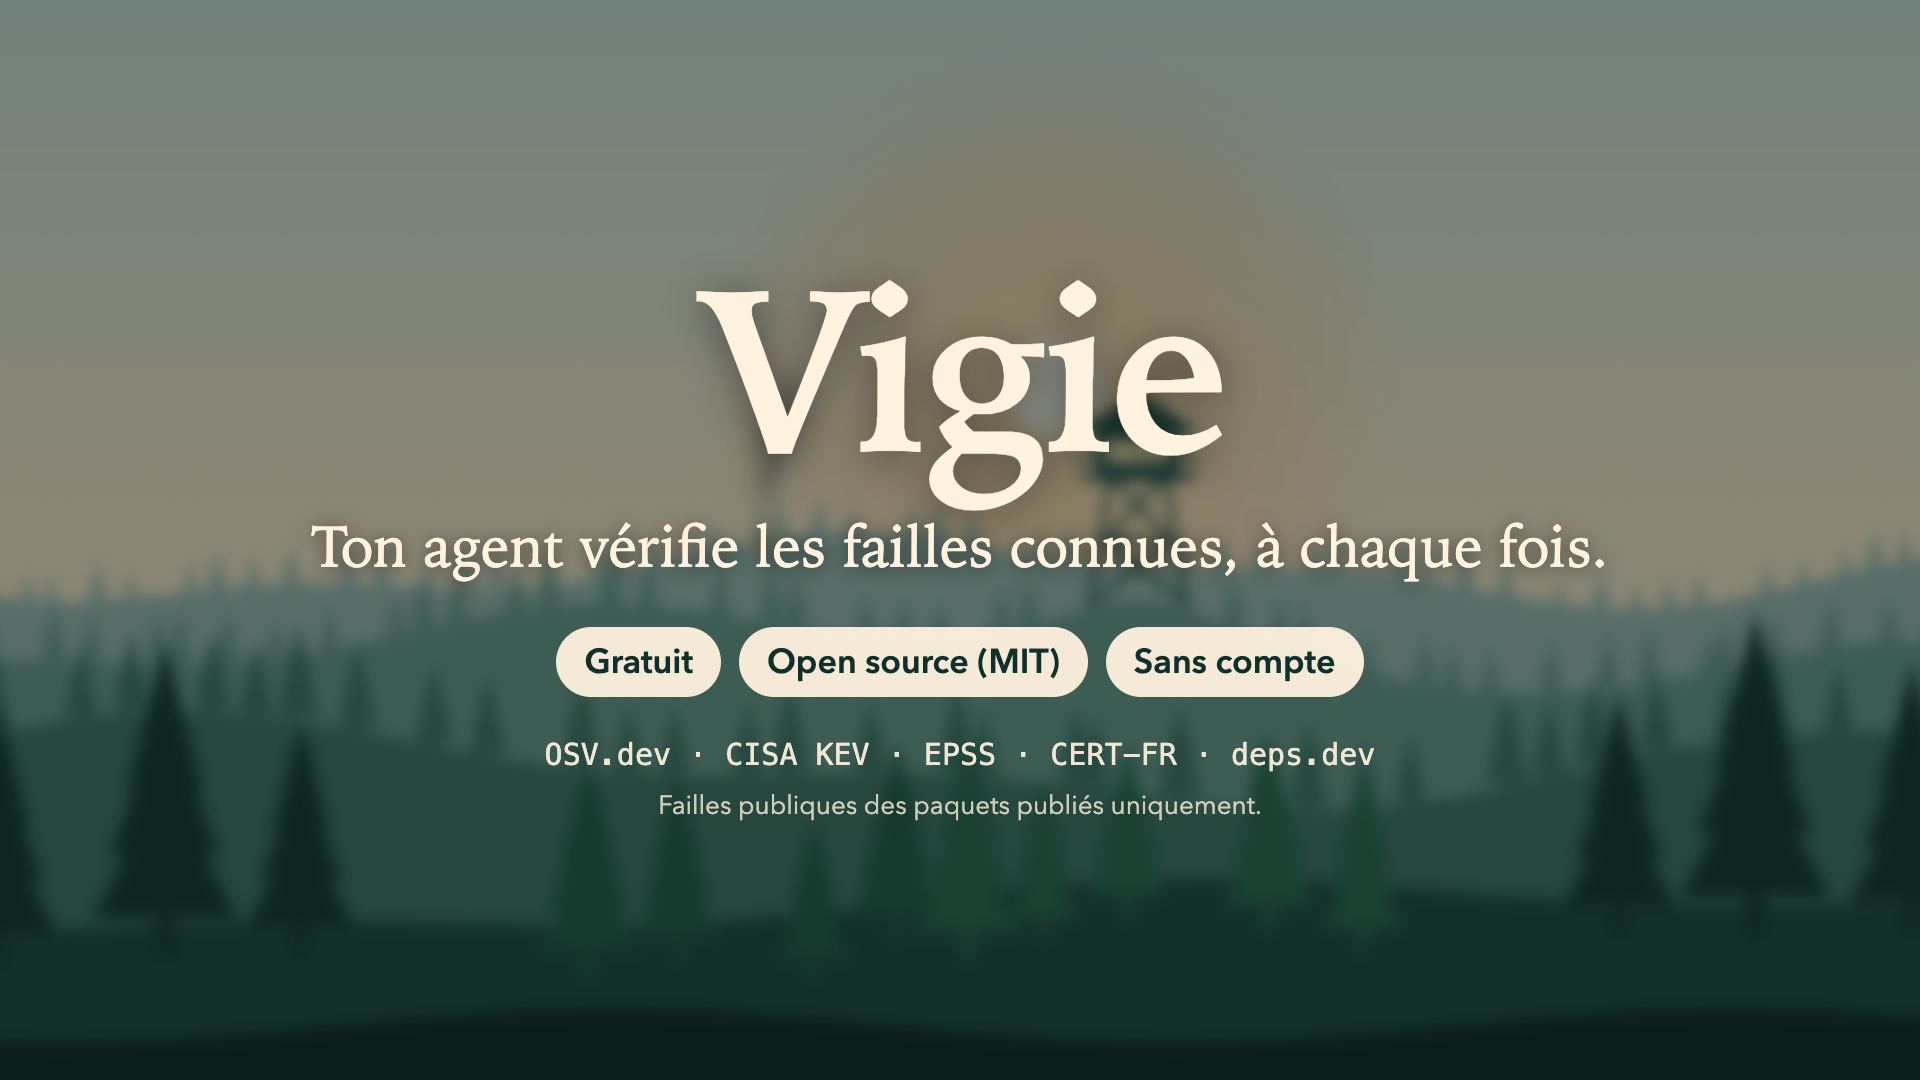 Vigie
Ton agent vérifie les failles connues, à chaque fois.
Gratuit Open source (MIT) Sans compte
OSV.dev · CISA KEV · EPSS · CERT-FR · deps.dev
Failles publiques des paquets publiés uniquement.